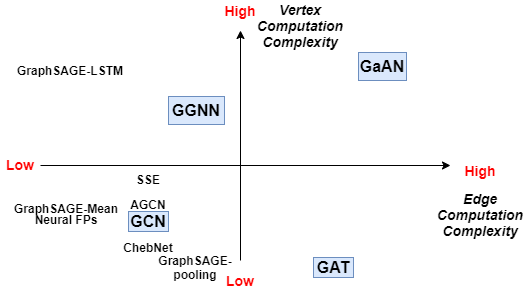 High
Vertex
Computation
Complexity
GaAN
GraphSAGE-LSTM
GGNN
Low
High
SSE
AGCN
GraphSAGE-Mean
Neural FPs
GCN
Edge
Computation
Complexity
ChebNet
GraphSAGE-
pooling
GAT
Low